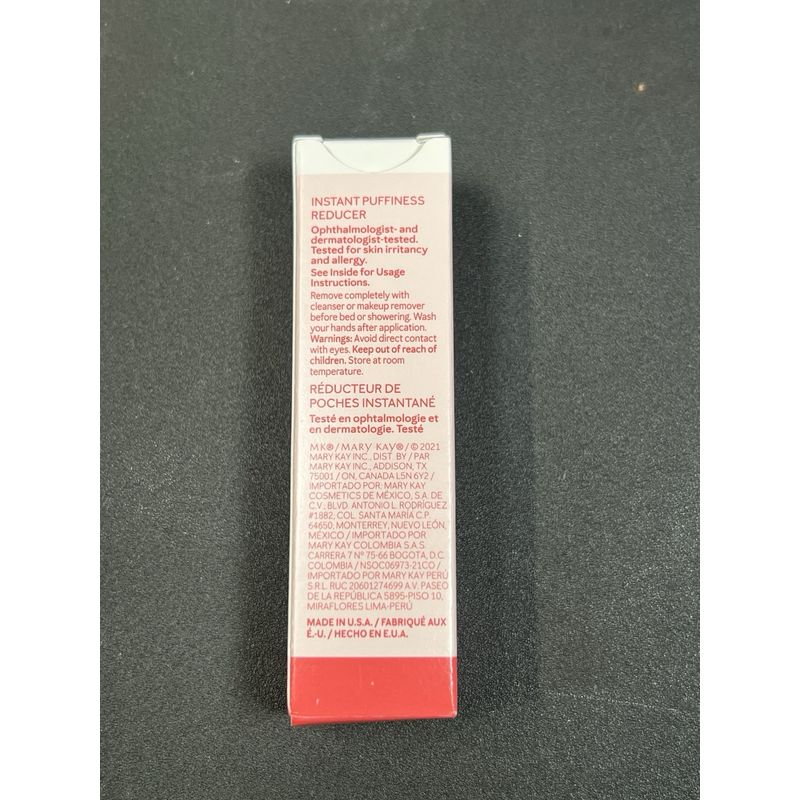 INSTANT PUFFINESS
REDUCER
Ophthalmologist- and
dermatologist-tested.
Tested for skin irritancy
and allergy.
See Inside for Usage
Instructions.
Remove completely with
cleanser or makeup remover
before bed or showering. Wash
your hands after application.
Warnings: Avoid direct contact
with eyes. Keep out of reach of
children. Store at room
temperature.
RÉDUCTEUR DE
POCHES INSTANTANÉ
Testé en ophtalmologie et
en dermatologie. Testé
MK®/MARY KAY®/© 2021
MARY KAY INC., DIST. BY / PAR
MARY KAY INC., ADDISON, TX
75001 / ON, CANADA L5N 6Y2 /
IMPORTADO POR: MARY KAY
COSMETICS DE MÉXICO, S.A. DE
C.V.; BLVD. ANTONIO L. RODRÍGUEZ
#1882, COL. SANTA MARÍA C.P.
64650, MONTERREY, NUEVO LEÓN,
MÉXICO / IMPORTADO POR
MARY KAY COLOMBIA S.A.S.
CARRERA 7 Nº 75-66 BOGOTA, D.C.
COLOMBIA / NSOC06973-21CO /
IMPORTADO POR MARY KAY PERÚ
S.R.L. RUC 20601274699 A.V. PASEO
DE LA REPÚBLICA 5895-PISO 10,
MIRAFLORES LIMA-PERÚ
MADE IN U.S.A. / FABRIQUÉ AUX
É.-U. / HECHO EN E.U.A.